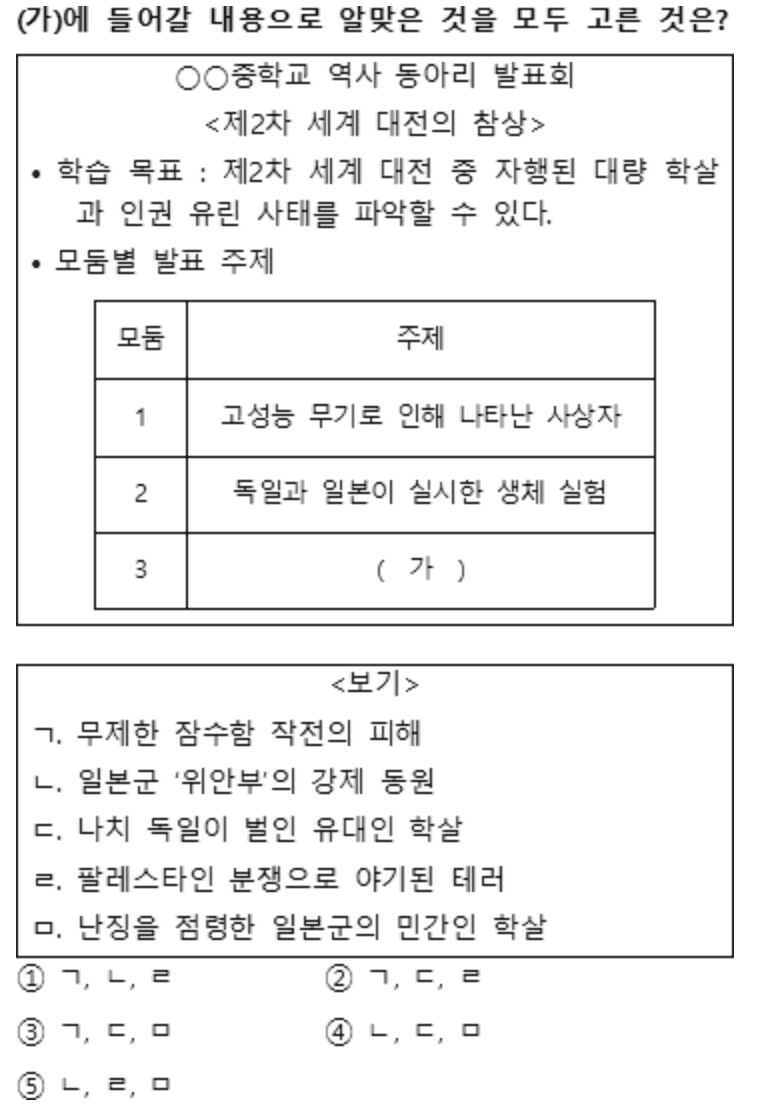 (가)에 들어갈 내용으로 알맞은 것을 모두 고른 것은?
○○중학교 역사 동아리 발표회
<제2차 세계 대전의 참상>
• 학습 목표 : 제2차 세계 대전 중 자행된 대량 학살
과 인권 유린 사태를 파악할 수 있다.
• 모둠별 발표 주제
모둠 주제
1 고성능 무기로 인해 나타난 사상자
2 독일과 일본이 실시한 생체 실험
3 ( 가 )
<보기>
ㄱ. 무제한 잠수함 작전의 피해
ㄴ. 일본군 '위안부'의 강제 동원
ㄷ. 나치 독일이 벌인 유대인 학살
ㄹ. 팔레스타인 분쟁으로 야기된 테러
ㅁ. 난징을 점령한 일본군의 민간인 학살
① ㄱ, ㄴ, ㄹ ② ㄱ, ㄷ, ㄹ
③ ㄱ, ㄷ, ㅁ ④ ㄴ, ㄷ, ㅁ
⑤ ㄴ, ㄹ, ㅁ